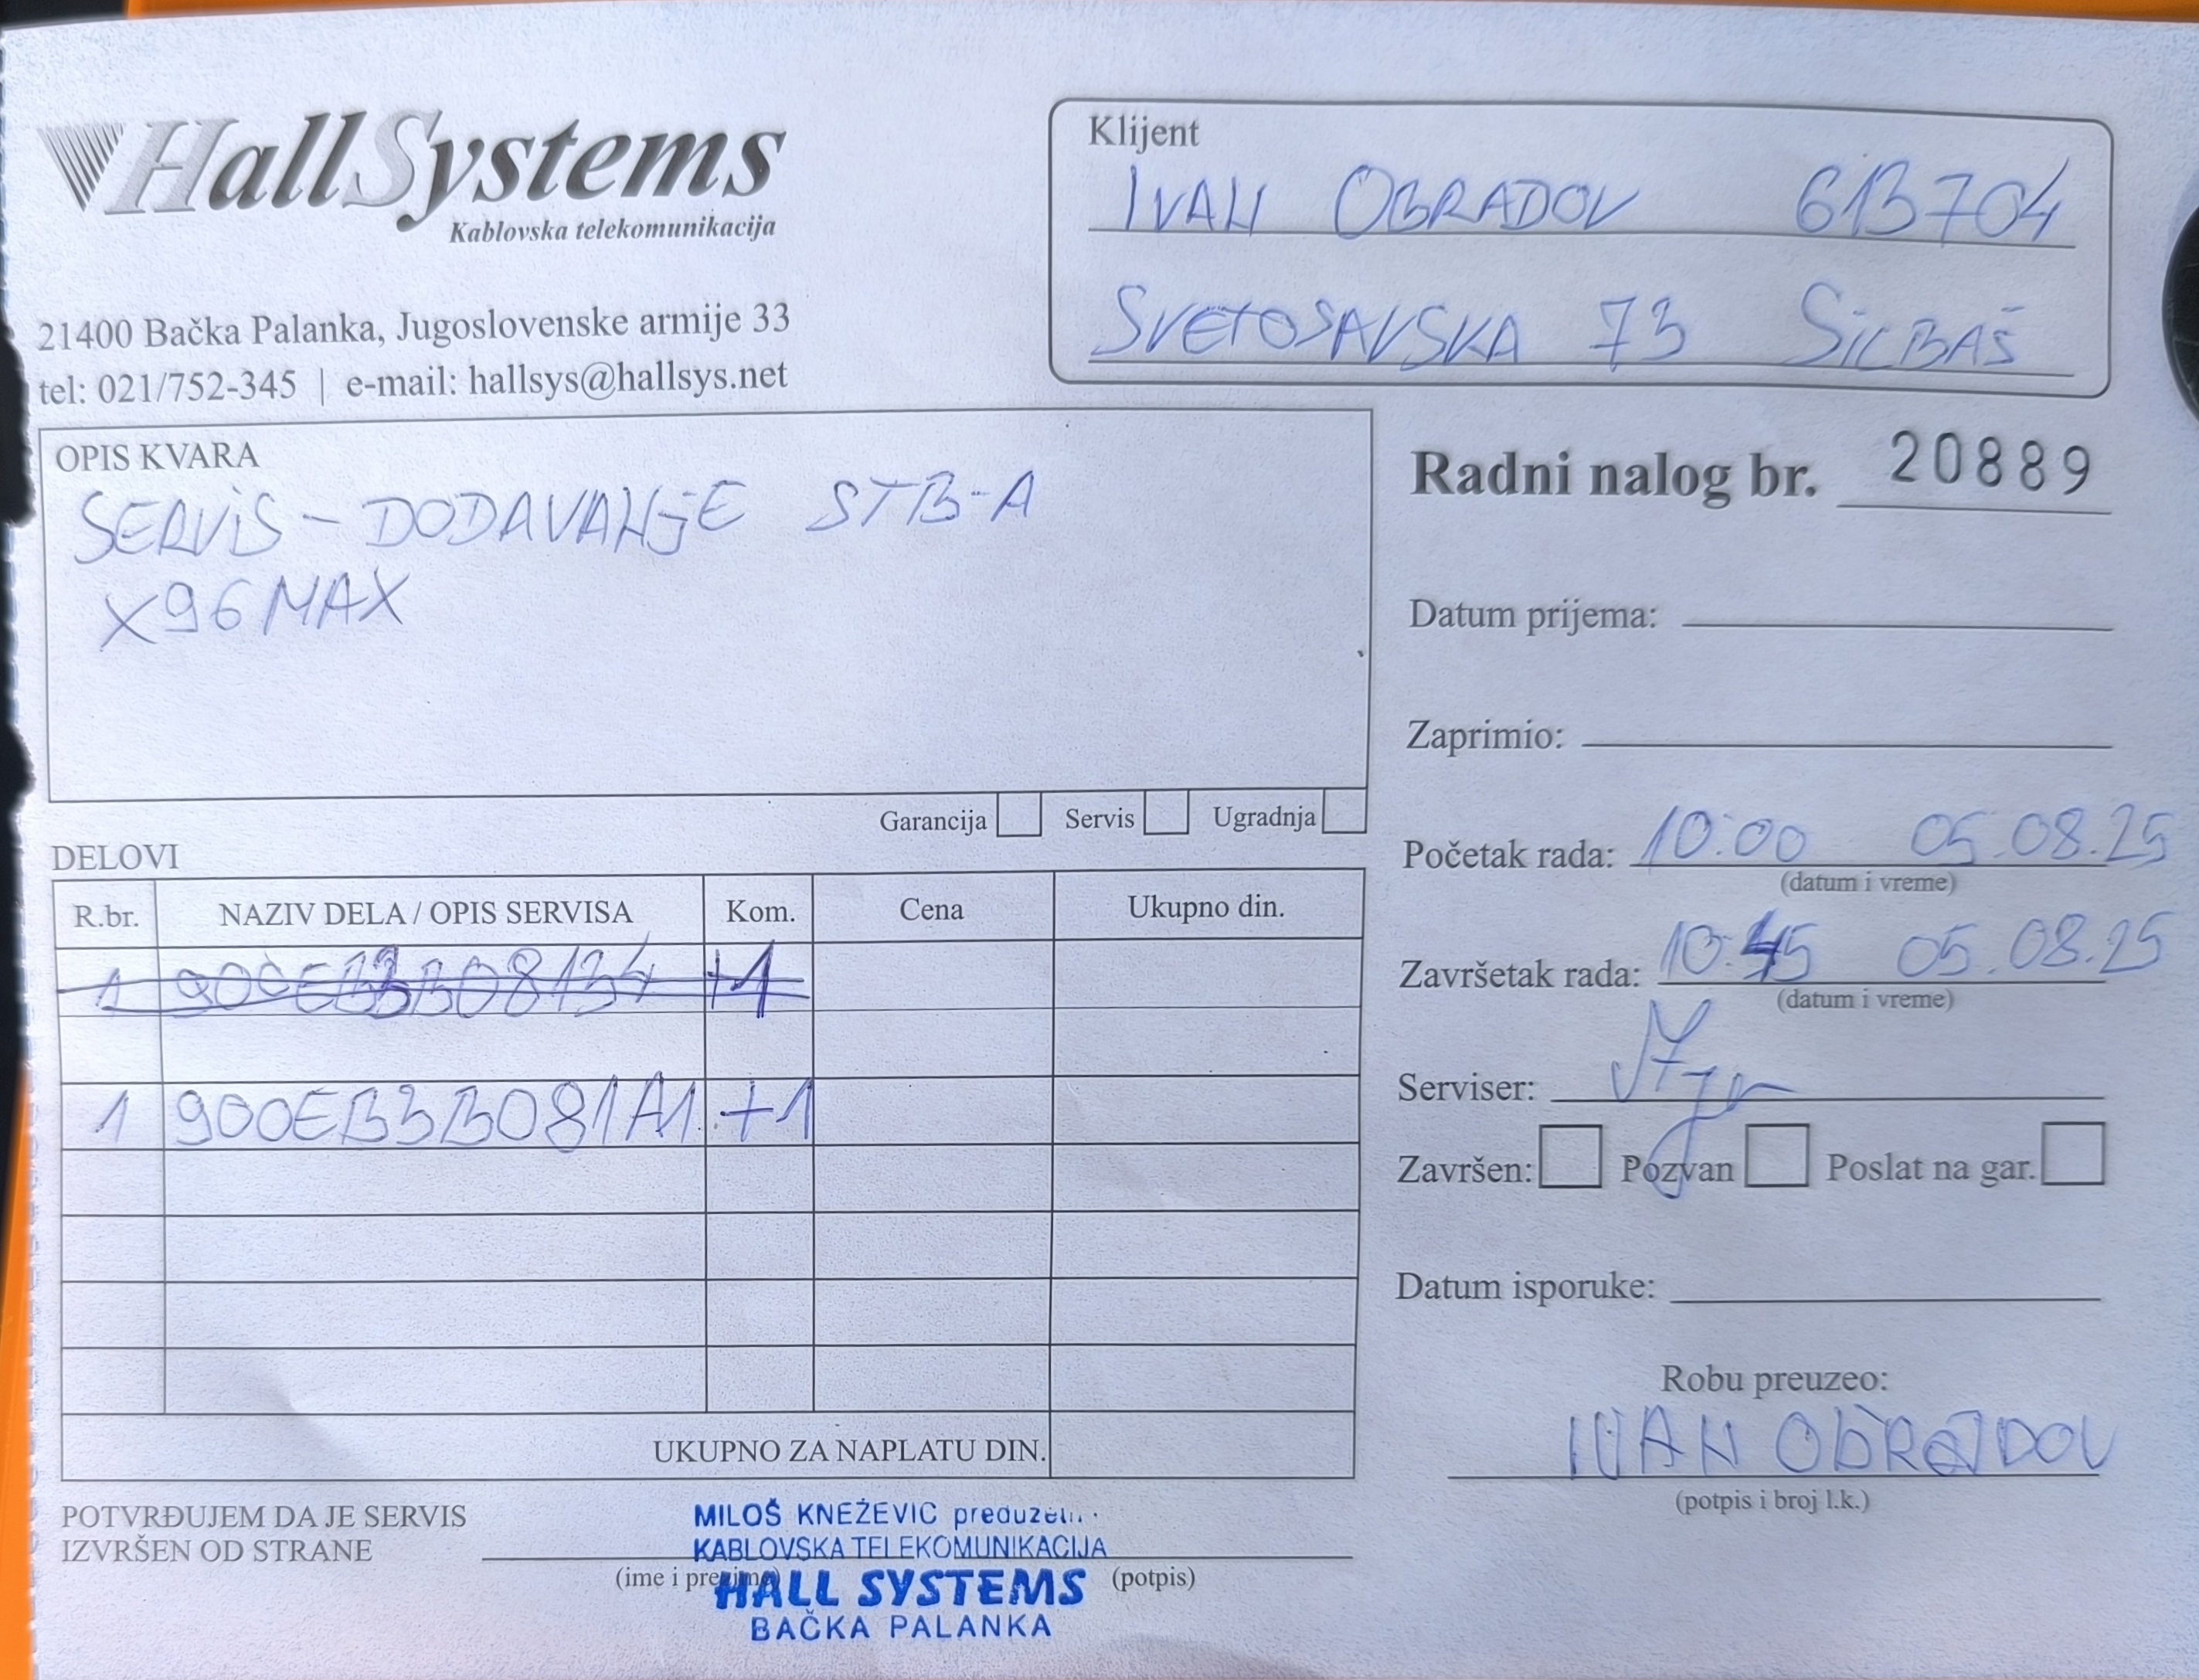 HallSystems
Kablovska telekomunikacija
21400 Bačka Palanka, Jugoslovenske armije 33
tel: 021/752-345 | e-mail: hallsys@hallsys.net
Klijent
IVAN OBRADOV 613704
SVETOSAVSKA 73 SILBAŠ
OPIS KVARA
SERVIS - DODAVANJE STB-A
X96MAX
Garancija Servis Ugradnja
Radni nalog br. 20889
Datum prijema:
Zaprimio:
Početak rada: 10:00 05.08.25
(datum i vreme)
Završetak rada: 10:45 05.08.25
(datum i vreme)
Serviser:
Završen: Pozvan Poslat na gar.
Datum isporuke:
Robu preuzeo:
IVAN OBRADOV
(potpis i broj l.k.)
DELOVI
R.br. NAZIV DELA / OPIS SERVISA Kom. Cena Ukupno din.
1 +1
1 900EB3B081A1 +1
UKUPNO ZA NAPLATU DIN.
POTVRĐUJEM DA JE SERVIS
IZVRŠEN OD STRANE
(ime i prezime) (potpis)
MILOŠ KNEŽEVIC preduzetn.
KABLOVSKA TELEKOMUNIKACIJA
HALL SYSTEMS
BAČKA PALANKA